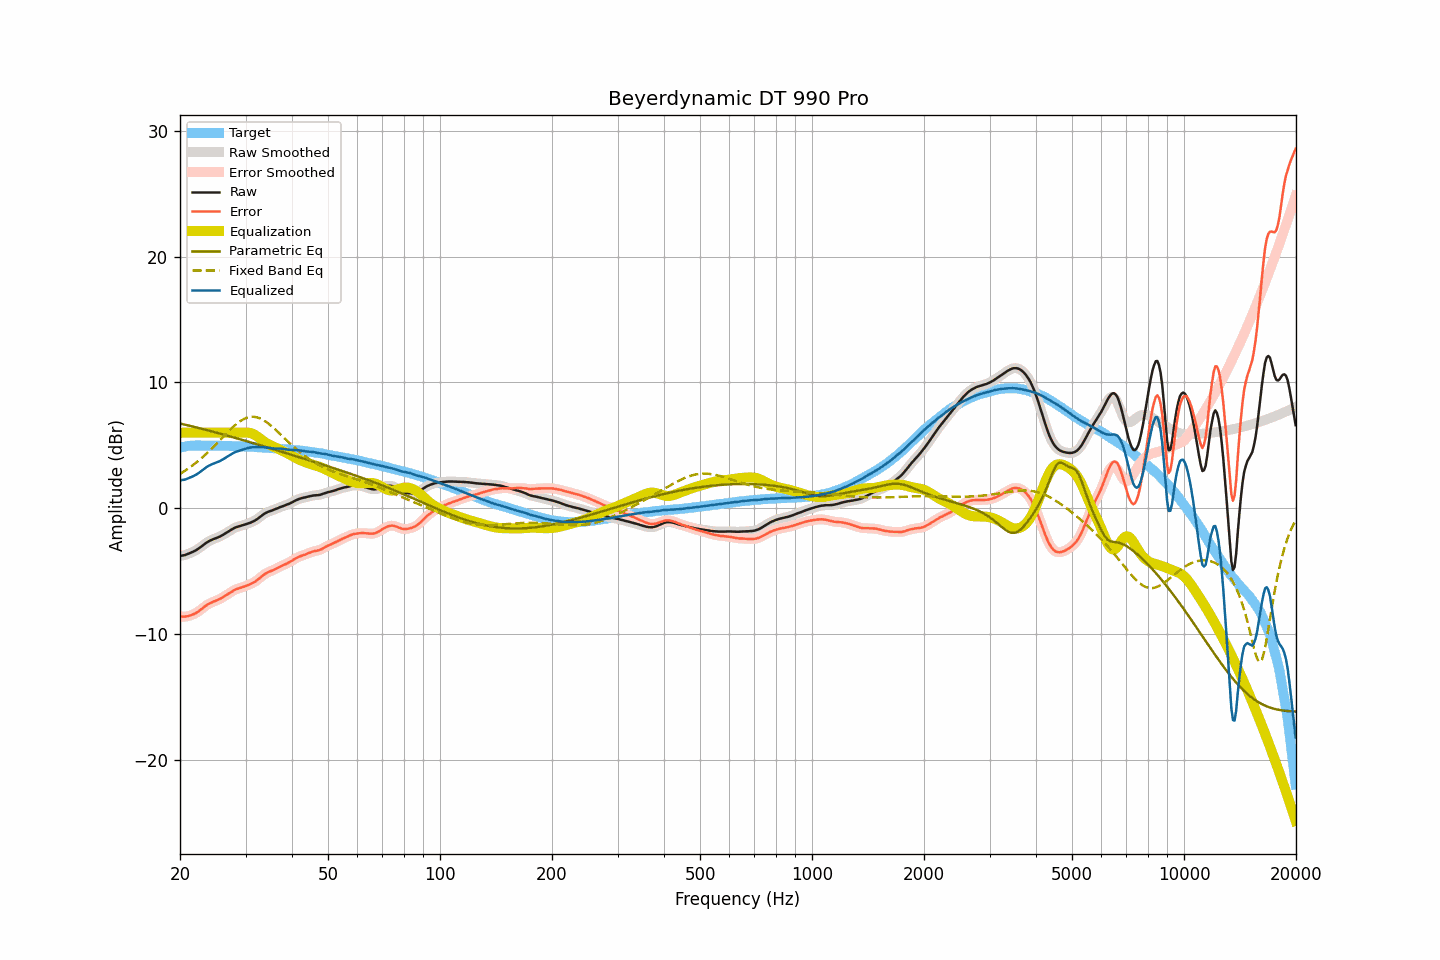 Beyerdynamic DT 990 Pro
Target
Raw Smoothed
Error Smoothed
Raw
Error
Equalization
Parametric Eq
Fixed Band Eq
Equalized
Amplitude (dBr)
30
20
10
0
−10
−20
20 50 100 200 500 1000 2000 5000 10000 20000
Frequency (Hz)